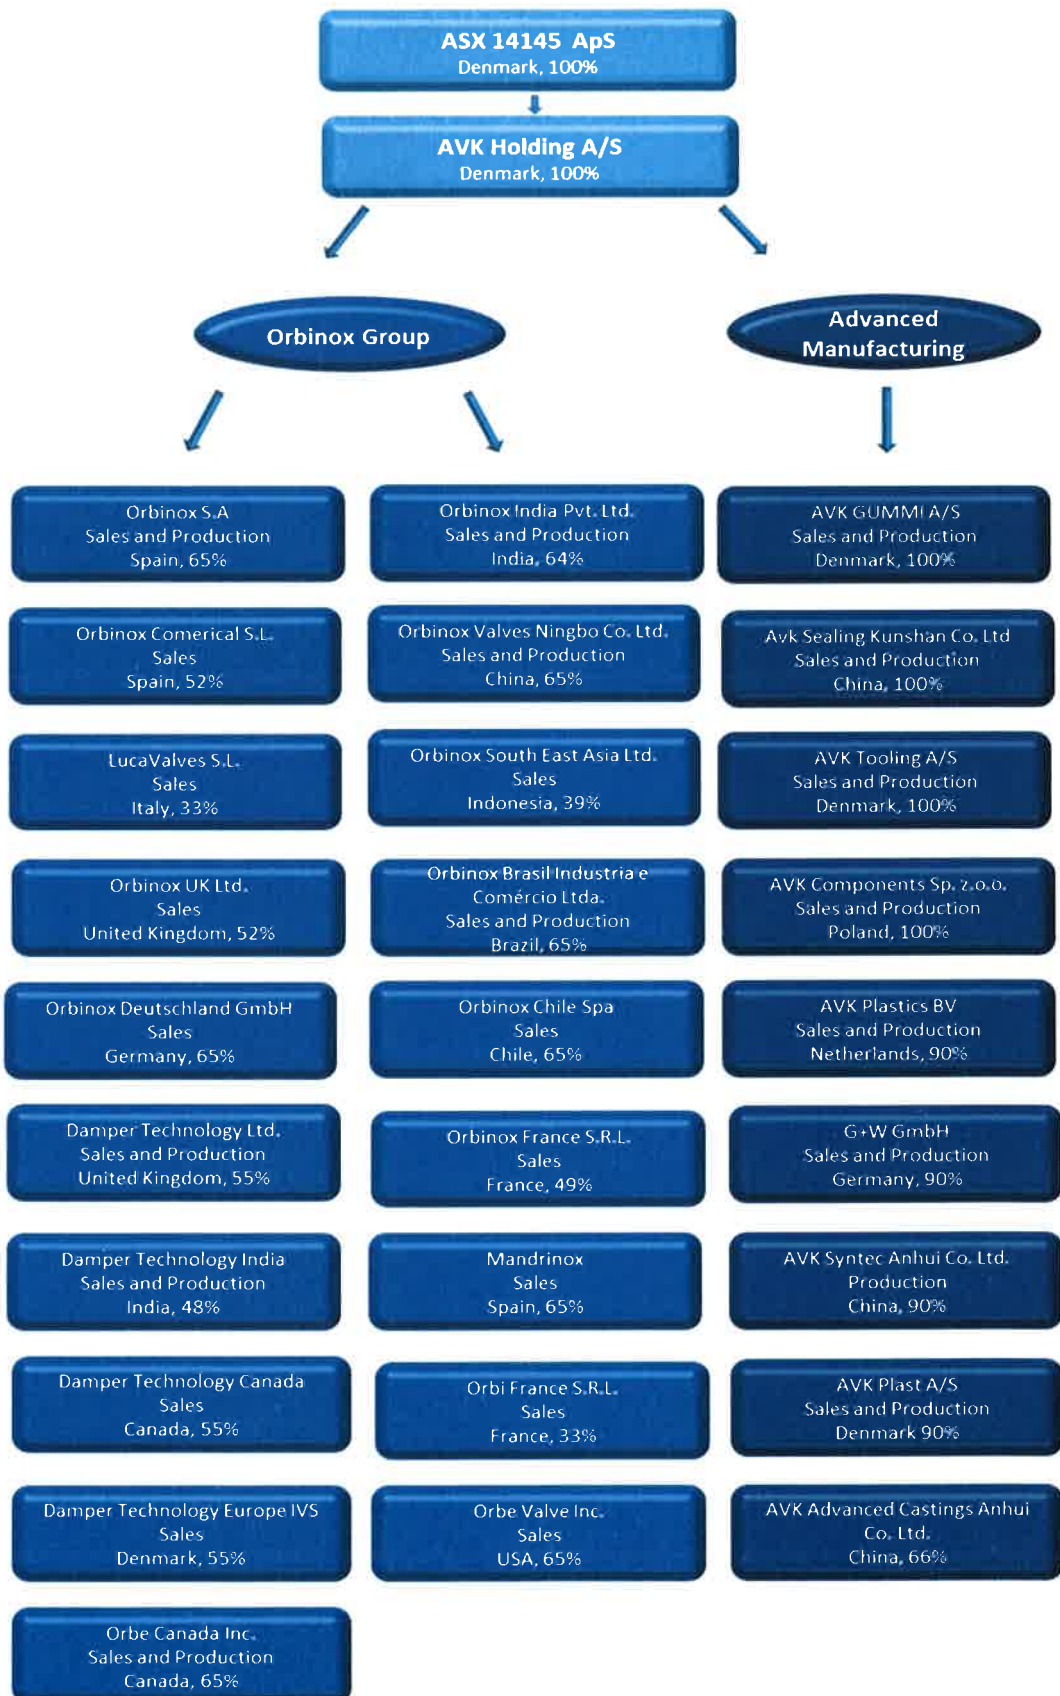 ASX 14145 ApS
Denmark, 100%
AVK Holding A/S
Denmark, 100%
Orbinox Group
Advanced
Manufacturing
Orbinox S.A
Sales and Production
Spain, 65%
Orbinox Comerical S.L.
Sales
Spain, 52%
LucaValves S.L.
Sales
Italy, 33%
Orbinox UK Ltd.
Sales
United Kingdom, 52%
Orbinox Deutschland GmbH
Sales
Germany, 65%
Damper Technology Ltd.
Sales and Production
United Kingdom, 55%
Damper Technology India
Sales and Production
India, 48%
Damper Technology Canada
Sales
Canada, 55%
Damper Technology Europe IVS
Sales
Denmark, 55%
Orbe Canada Inc.
Sales and Production
Canada, 65%
Orbinox India Pvt. Ltd.
Sales and Production
India, 64%
Orbinox Valves Ningbo Co. Ltd.
Sales and Production
China, 65%
Orbinox South East Asia Ltd.
Sales
Indonesia, 39%
Orbinox Brasil Industria e
Comércio Ltda.
Sales and Production
Brazil, 65%
Orbinox Chile Spa
Sales
Chile, 65%
Orbinox France S.R.L.
Sales
France, 49%
Mandrinox
Sales
Spain, 65%
Orbi France S.R.L.
Sales
France, 33%
Orbe Valve Inc.
Sales
USA, 65%
AVK GUMMI A/S
Sales and Production
Denmark, 100%
Avk Sealing Kunshan Co. Ltd
Sales and Production
China, 100%
AVK Tooling A/S
Sales and Production
Denmark, 100%
AVK Components Sp. z.o.o.
Sales and Production
Poland, 100%
AVK Plastics BV
Sales and Production
Netherlands, 90%
G+W GmbH
Sales and Production
Germany, 90%
AVK Syntec Anhui Co. Ltd.
Production
China, 90%
AVK Plast A/S
Sales and Production
Denmark 90%
AVK Advanced Castings Anhui
Co. Ltd.
China, 66%